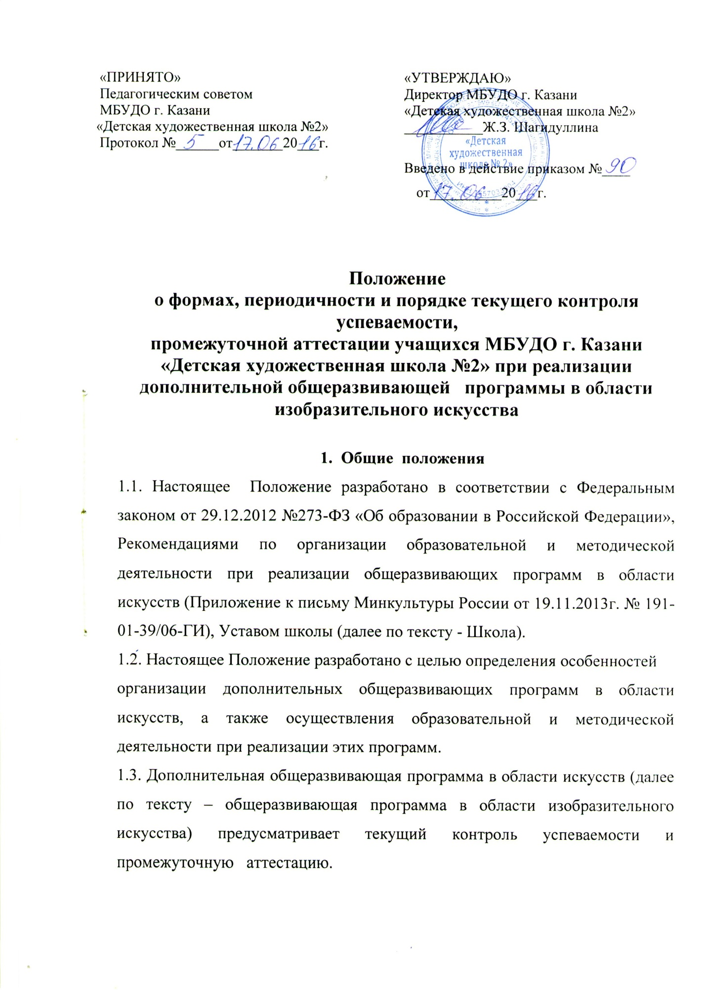 «ПРИНЯТО»
Педагогическим советом
МБУДО г. Казани
«Детская художественная школа №2»
Протокол № 5 от 17.06 2016г.
«УТВЕРЖДАЮ»
Директор МБУДО г. Казани
«Детская художественная школа №2»
Ж.З. Шагидуллина
«Детская
художественная
школа № 2»
Введено в действие приказом № 90
от 17.06 2016г.
Положение
о формах, периодичности и порядке текущего контроля
успеваемости,
промежуточной аттестации учащихся МБУДО г. Казани
«Детская художественная школа №2» при реализации
дополнительной общеразвивающей программы в области
изобразительного искусства
1. Общие положения
1.1. Настоящее Положение разработано в соответствии с Федеральным
законом от 29.12.2012 №273-ФЗ «Об образовании в Российской Федерации»,
Рекомендациями по организации образовательной и методической
деятельности при реализации общеразвивающих программ в области
искусств (Приложение к письму Минкультуры России от 19.11.2013г. № 191-
01-39/06-ГИ), Уставом школы (далее по тексту - Школа).
1.2. Настоящее Положение разработано с целью определения особенностей
организации дополнительных общеразвивающих программ в области
искусств, а также осуществления образовательной и методической
деятельности при реализации этих программ.
1.3. Дополнительная общеразвивающая программа в области искусств (далее
по тексту – общеразвивающая программа в области изобразительного
искусства) предусматривает текущий контроль успеваемости и
промежуточную аттестацию.